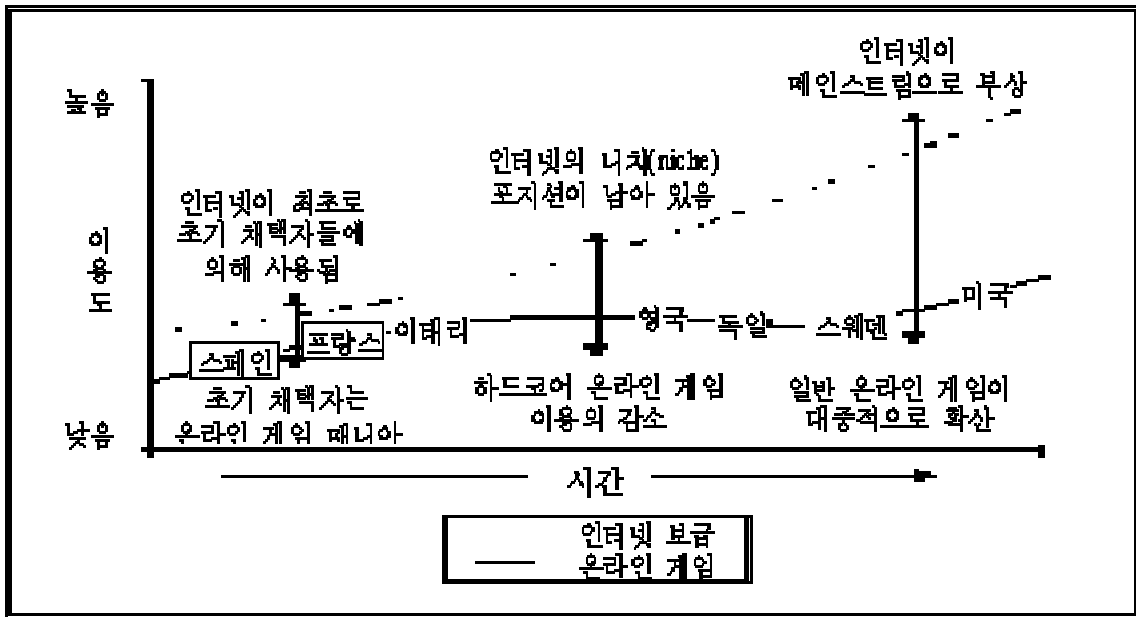 인터넷이
메인스트림으로 부상
높음
인터넷의 니치(niche)
포지션이 남아 있음
인터넷이 최초로
초기 채택자들에
의해 사용됨
이용도
스페인
프랑스
이태리
영국
독일
스웨덴
미국
초기 채택자는
온라인 게임 매니아
하드코어 온라인 게임
이용의 감소
일반 온라인 게임이
대중적으로 확산
낮음
시간
인터넷 보급
온라인 게임